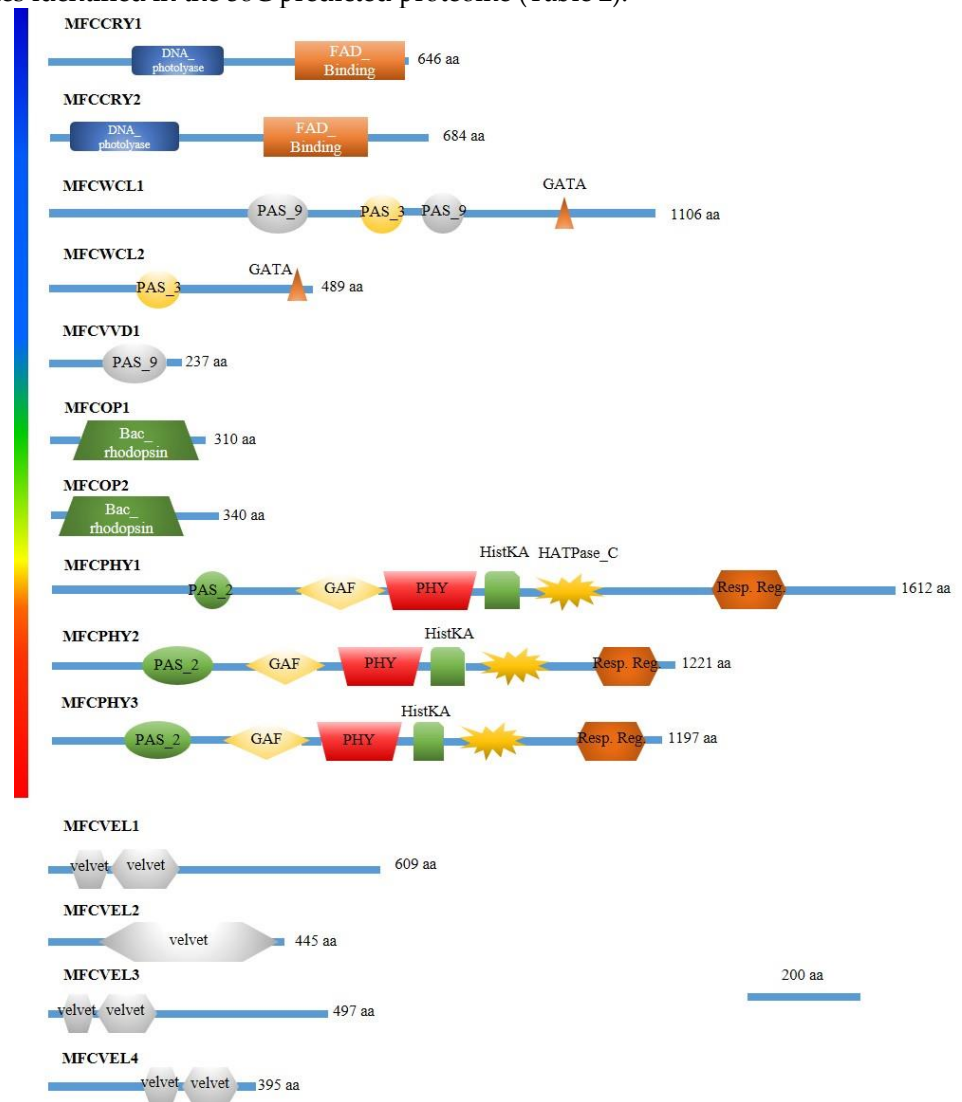 MFCCRY1
DNA_
photolyase
FAD_
Binding
646 aa
MFCCRY2
DNA_
photolyase
FAD_
Binding
684 aa
MFCWCL1
PAS_9
PAS_3
PAS_9
GATA
1106 aa
MFCWCL2
PAS_3
GATA
489 aa
MFCVVD1
PAS_9
237 aa
MFCOP1
Bac_
rhodopsin
310 aa
MFCOP2
Bac_
rhodopsin
340 aa
MFCPHY1
PAS_2
GAF
PHY
HistKA
HATPase_C
Resp. Reg.
1612 aa
MFCPHY2
PAS_2
GAF
PHY
HistKA
Resp. Reg.
1221 aa
MFCPHY3
PAS_2
GAF
PHY
HistKA
Resp. Reg.
1197 aa
MFCVEL1
velvet
velvet
609 aa
MFCVEL2
velvet
445 aa
MFCVEL3
velvet
velvet
497 aa
200 aa
MFCVEL4
velvet
velvet
395 aa